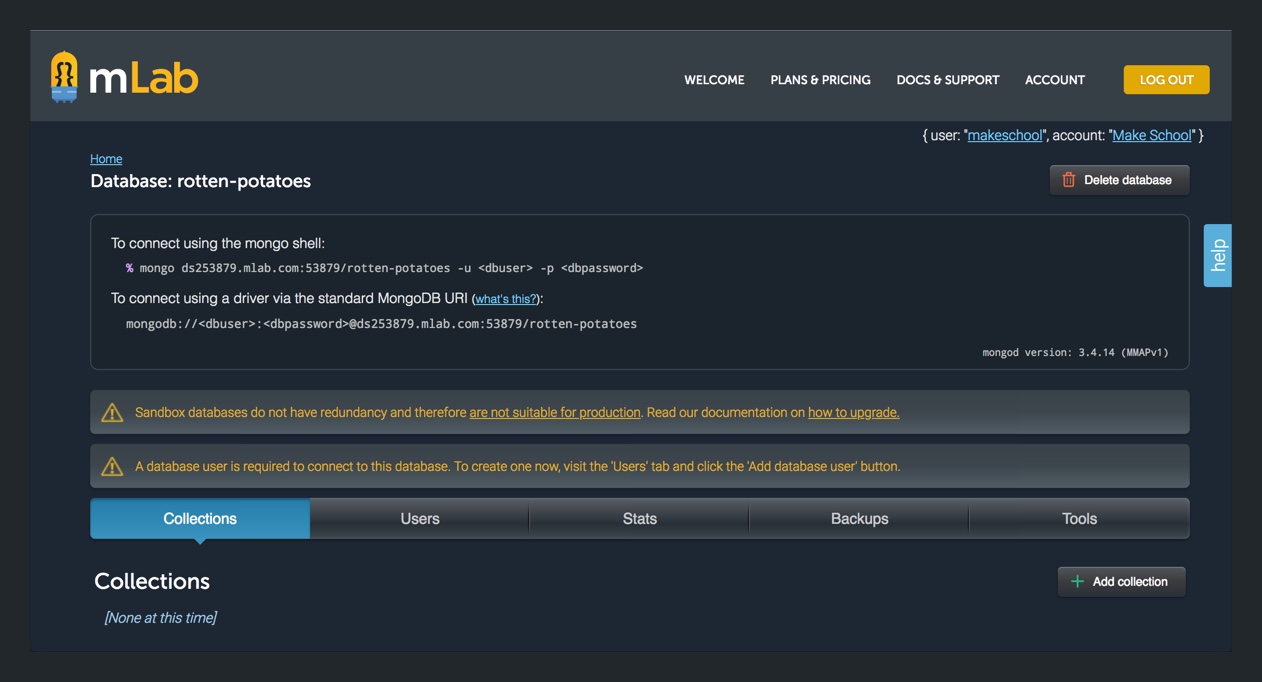 mLab
WELCOME PLANS & PRICING DOCS & SUPPORT ACCOUNT LOG OUT
{ user: "makeschool", account: "Make School" }
Home
Database: rotten-potatoes
Delete database
To connect using the mongo shell:
% mongo ds253879.mlab.com:53879/rotten-potatoes -u <dbuser> -p <dbpassword>
To connect using a driver via the standard MongoDB URI (what's this?):
mongodb://<dbuser>:<dbpassword>@ds253879.mlab.com:53879/rotten-potatoes
mongod version: 3.4.14 (MMAPv1)
help
Sandbox databases do not have redundancy and therefore are not suitable for production. Read our documentation on how to upgrade.
A database user is required to connect to this database. To create one now, visit the 'Users' tab and click the 'Add database user' button.
Collections Users Stats Backups Tools
Collections
Add collection
[None at this time]